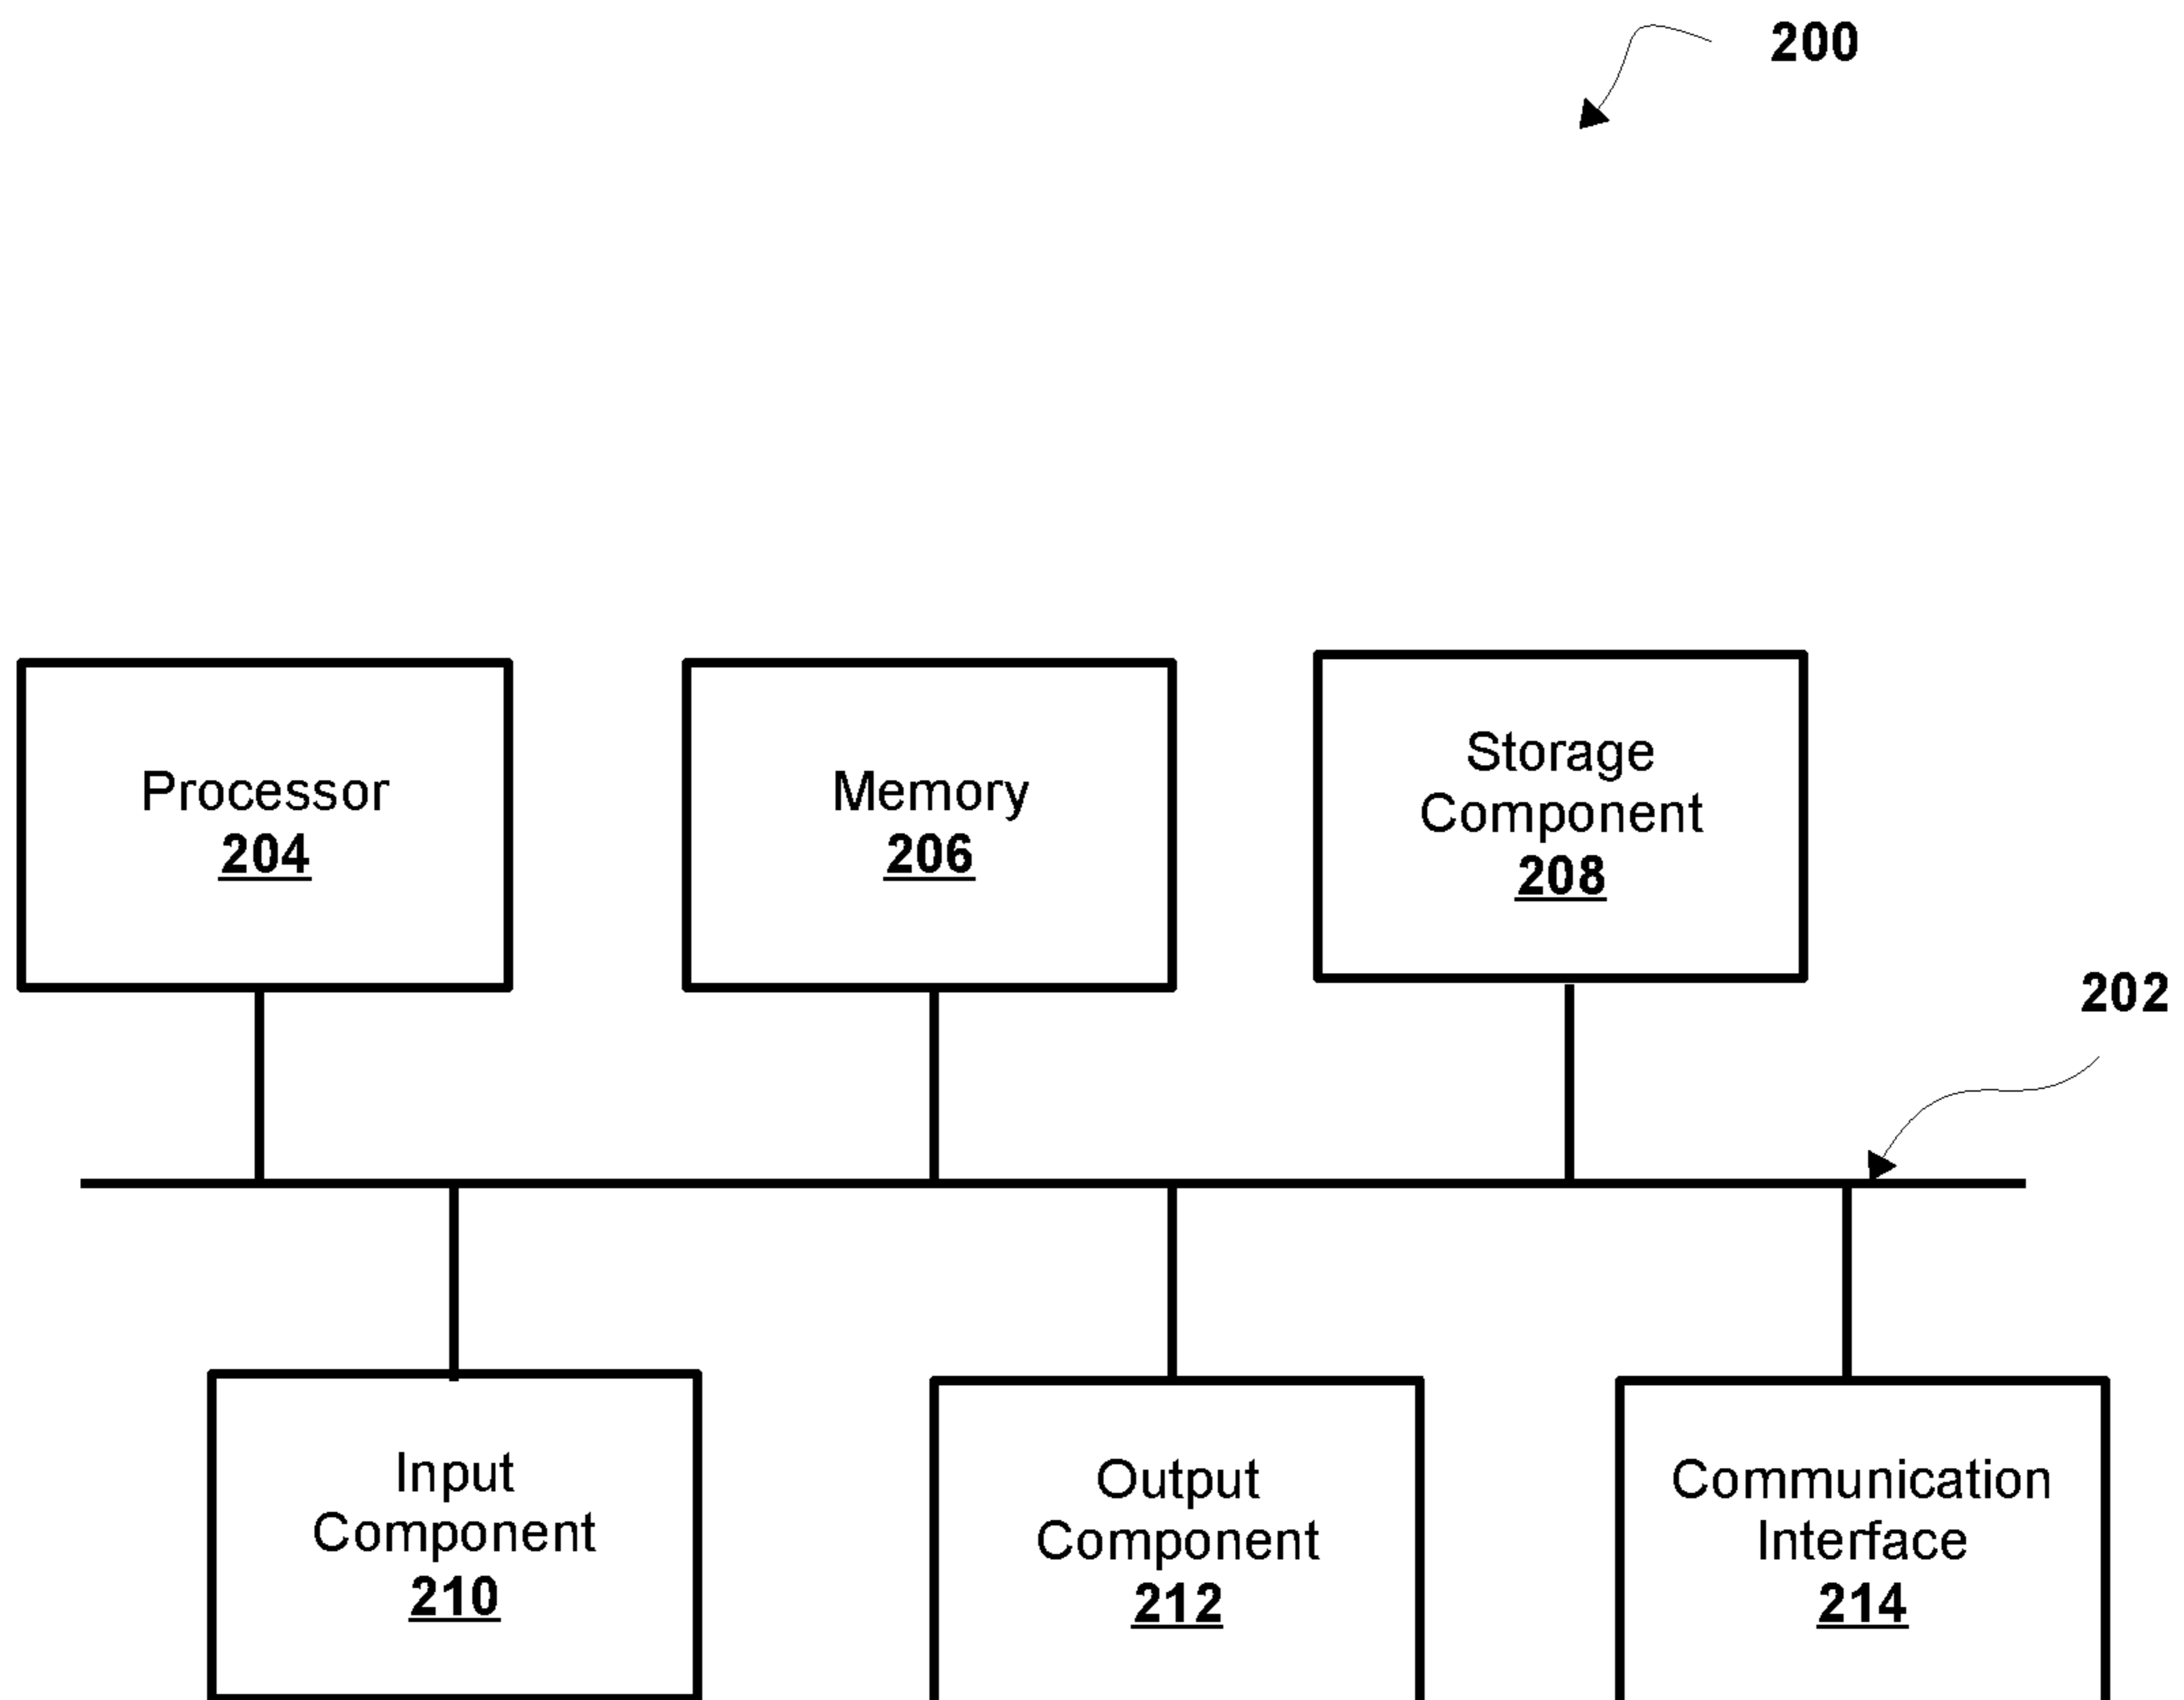 200
Processor
204
Memory
206
Storage
Component
208
202
Input
Component
210
Output
Component
212
Communication
Interface
214